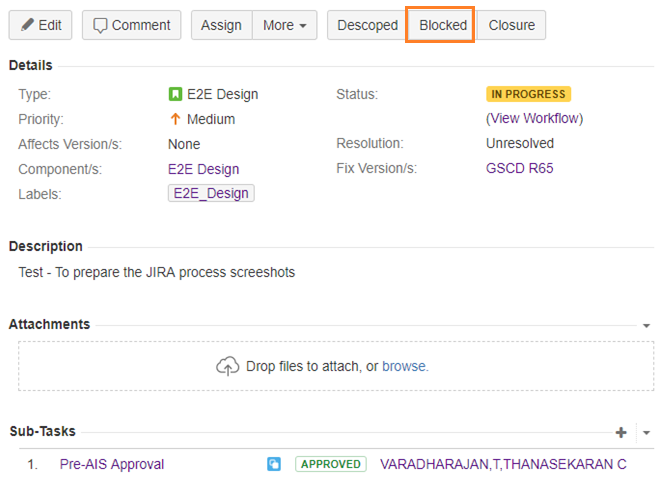 Edit Comment Assign More Descoped Blocked Closure
Details
Type: E2E Design Status: IN PROGRESS
Priority: Medium (View Workflow)
Affects Version/s: None Resolution: Unresolved
Component/s: E2E Design Fix Version/s: GSCD R65
Labels: E2E_Design
Description
Test - To prepare the JIRA process screeshots
Attachments
Drop files to attach, or browse.
Sub-Tasks
1. Pre-AIS Approval APPROVED VARADHARAJAN,T,THANASEKARAN C